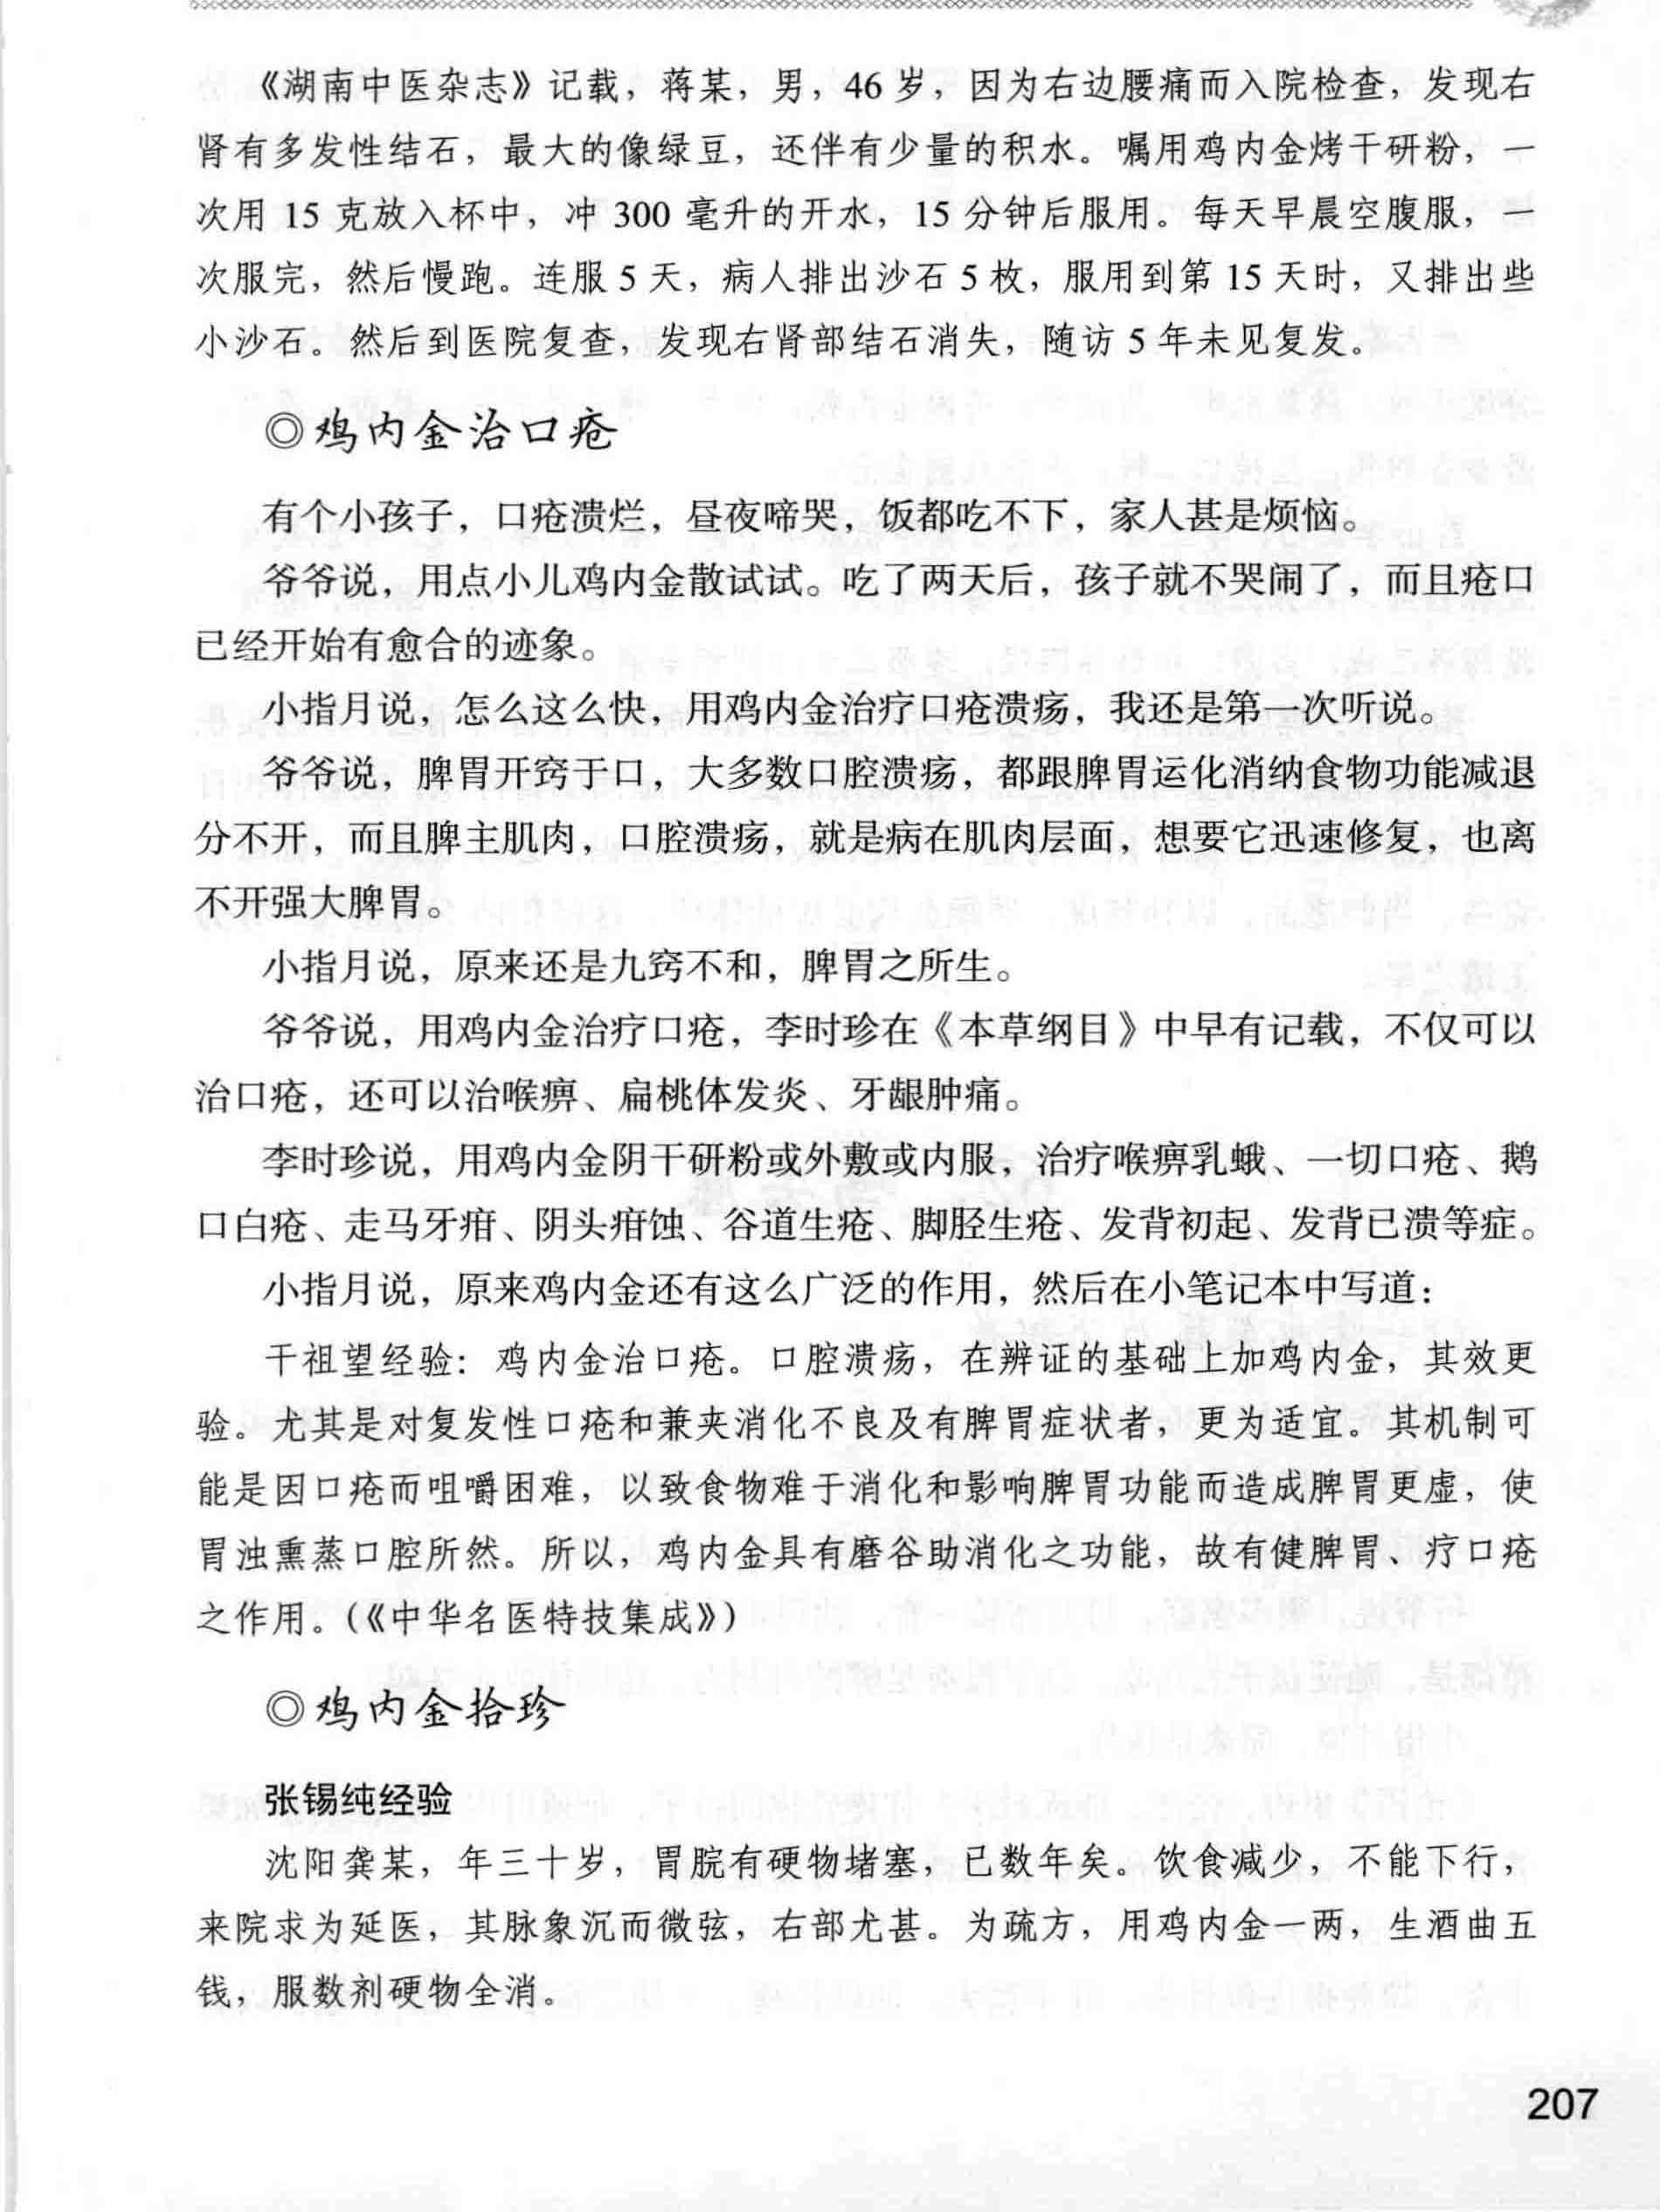 《湖南中医杂志》记载，蒋某，男，46岁，因为右边腰痛而入院检查，发现右
肾有多发性结石，最大的像绿豆，还伴有少量的积水。嘱用鸡内金烤干研粉，一
次用 15 克放入杯中，冲 300 毫升的开水，15 分钟后服用。每天早晨空腹服，一
次服完，然后慢跑。连服 5 天，病人排出沙石 5 枚，服用到第 15 天时，又排出些
小沙石。然后到医院复查，发现右肾部结石消失，随访 5 年未见复发。
◎鸡内金治口疮
有个小孩子，口疮溃烂，昼夜啼哭，饭都吃不下，家人甚是烦恼。
爷爷说，用点小儿鸡内金散试试。吃了两天后，孩子就不哭闹了，而且疮口
已经开始有愈合的迹象。
小指月说，怎么这么快，用鸡内金治疗口疮溃疡，我还是第一次听说。
爷爷说，脾胃开窍于口，大多数口腔溃疡，都跟脾胃运化消纳食物功能减退
分不开，而且脾主肌肉，口腔溃疡，就是病在肌肉层面，想要它迅速修复，也离
不开强大脾胃。
小指月说，原来还是九窍不和，脾胃之所生。
爷爷说，用鸡内金治疗口疮，李时珍在《本草纲目》中早有记载，不仅可以
治口疮，还可以治喉痹、扁桃体发炎、牙龈肿痛。
李时珍说，用鸡内金阴干研粉或外敷或内服，治疗喉痹乳蛾、一切口疮、鹅
口白疮、走马牙疳、阴头疳蚀、谷道生疮、脚胫生疮、发背初起、发背已溃等症。
小指月说，原来鸡内金还有这么广泛的作用，然后在小笔记本中写道：
干祖望经验：鸡内金治口疮。口腔溃疡，在辨证的基础上加鸡内金，其效更
验。尤其是对复发性口疮和兼夹消化不良及有脾胃症状者，更为适宜。其机制可
能是因口疮而咀嚼困难，以致食物难于消化和影响脾胃功能而造成脾胃更虚，使
胃浊熏蒸口腔所然。所以，鸡内金具有磨谷助消化之功能，故有健脾胃、疗口疮
之作用。（《中华名医特技集成》）
◎鸡内金拾珍
张锡纯经验
沈阳龚某，年三十岁，胃脘有硬物堵塞，已数年矣。饮食减少，不能下行，
来院求为延医，其脉象沉而微弦，右部尤甚。为疏方，用鸡内金一两，生酒曲五
钱，服数剂硬物全消。
207